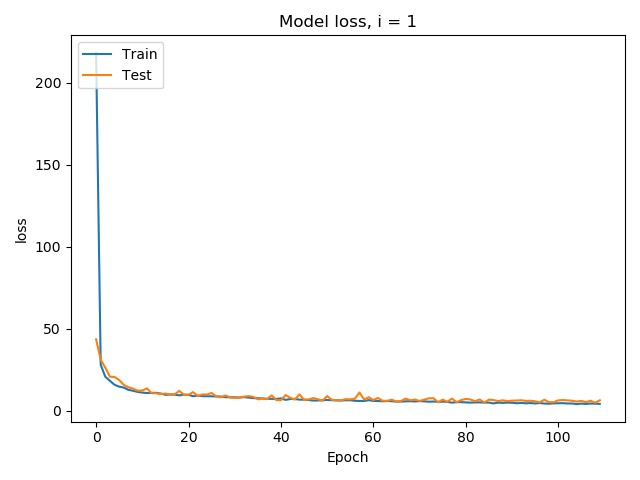 Model loss, i = 1
Train
Test
200
150
100
50
0
loss
0
20
40
60
80
100
Epoch